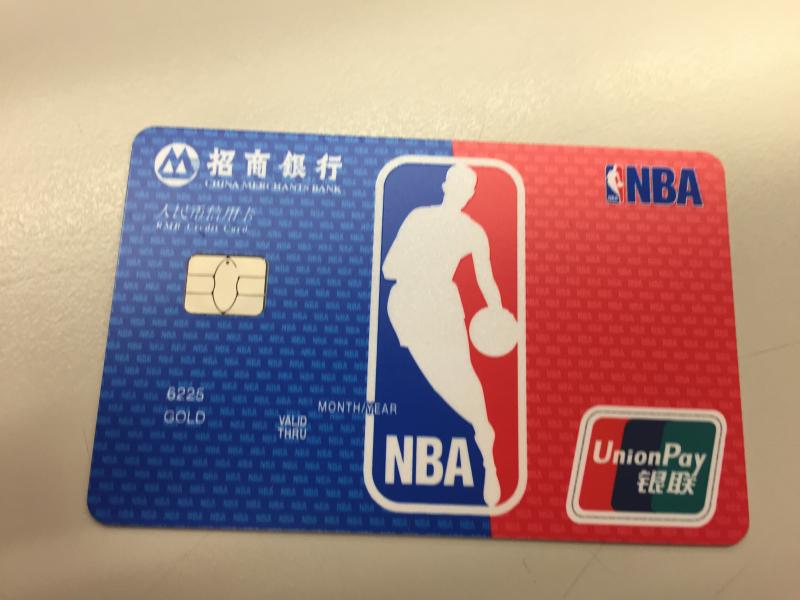 招商銀行
CHINA MERCHANTS BANK
人民币信用卡
RMB Credit Card
NBA
6225
GOLD
MONTH/YEAR
VALID
THRU
NBA
UnionPay
银联